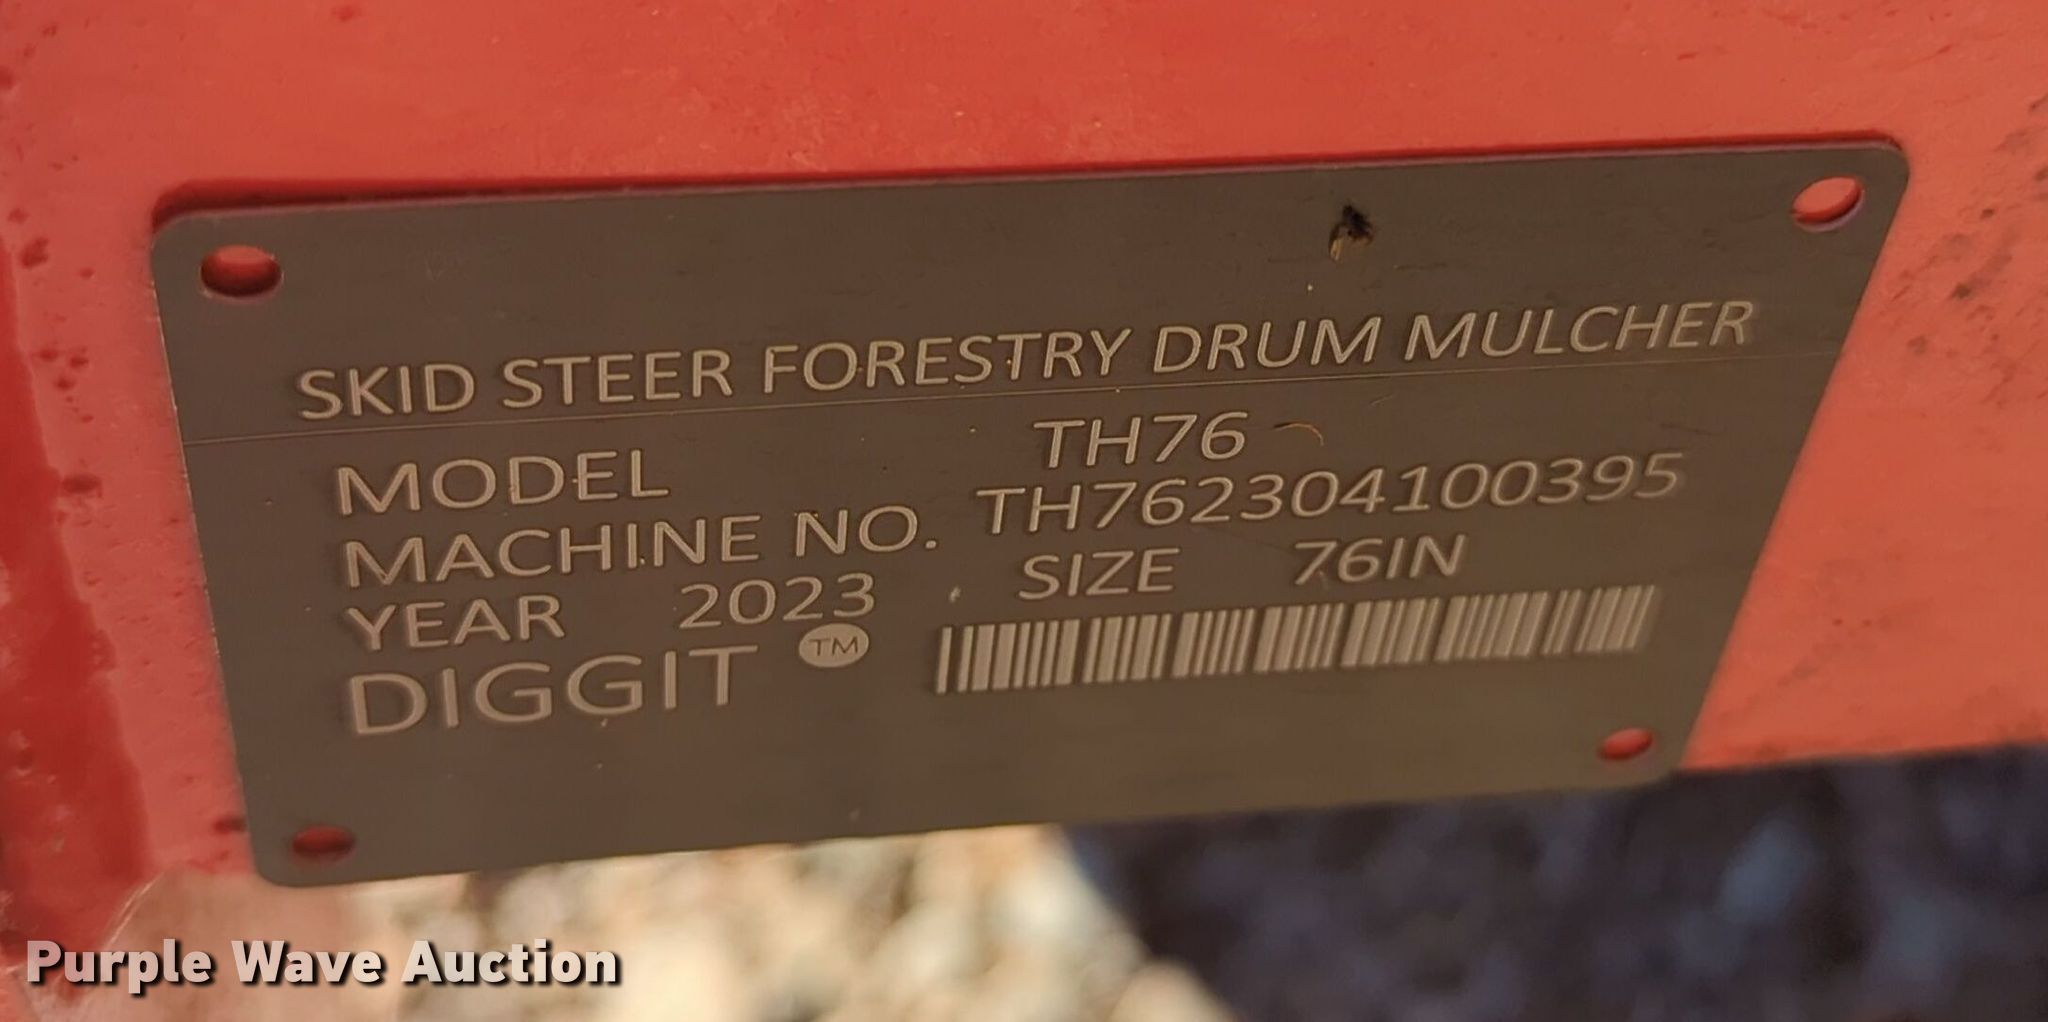 SKID STEER FORESTRY DRUM MULCHER
MODEL TH76
MACHINE NO. TH762304100395
YEAR 2023 SIZE 76IN
DIGGIT TM
Purple Wave Auction